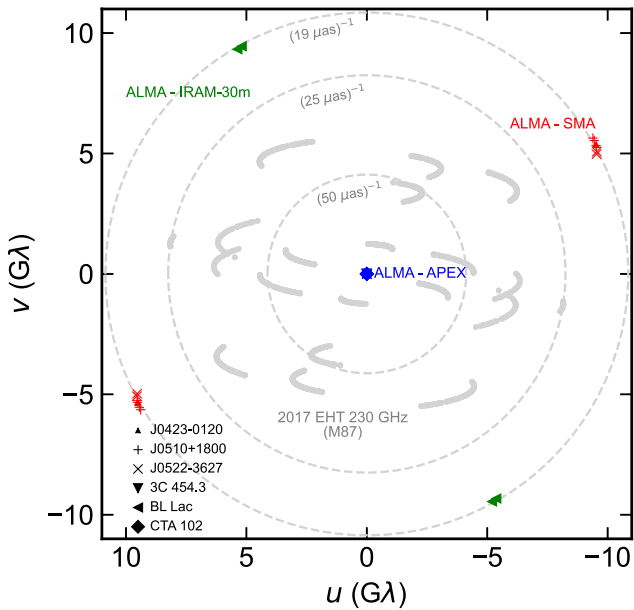 10
5
0
−5
−10
v (Gλ)
(19 μas)⁻¹
(25 μas)⁻¹
(50 μas)⁻¹
ALMA - IRAM-30m
ALMA - SMA
ALMA - APEX
2017 EHT 230 GHz
(M87)
J0423-0120
J0510+1800
J0522-3627
3C 454.3
BL Lac
CTA 102
10
5
0
−5
−10
u (Gλ)